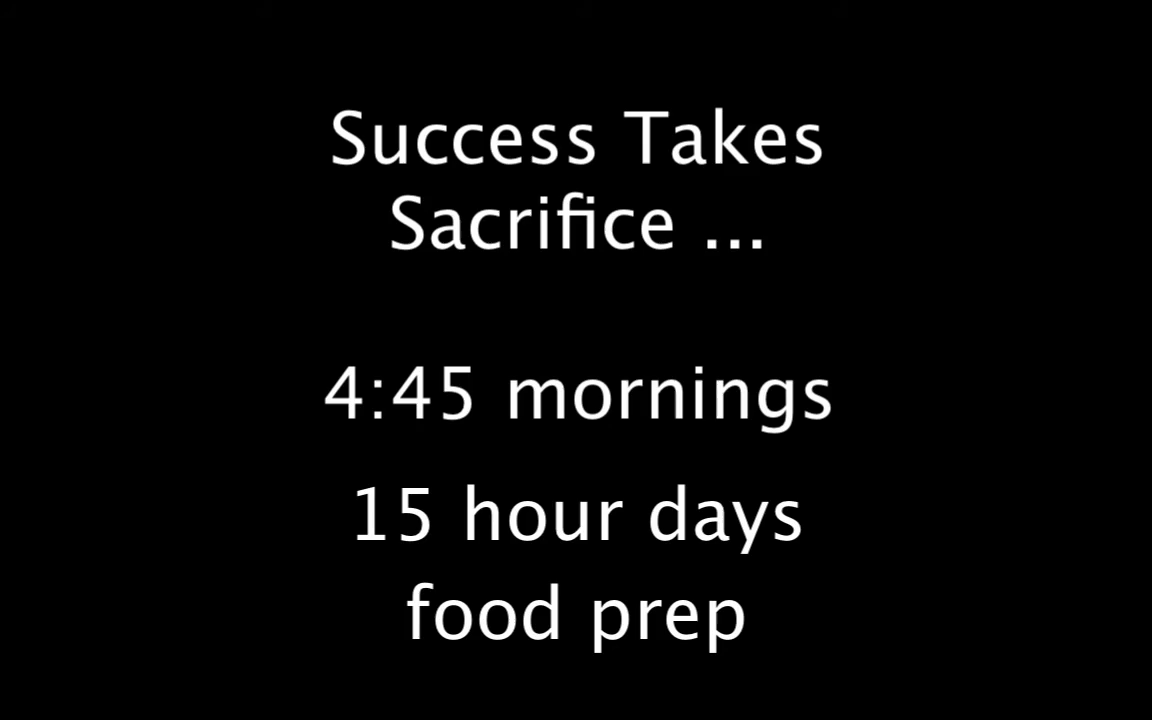 Success Takes
Sacrifice ...
4:45 mornings
15 hour days
food prep